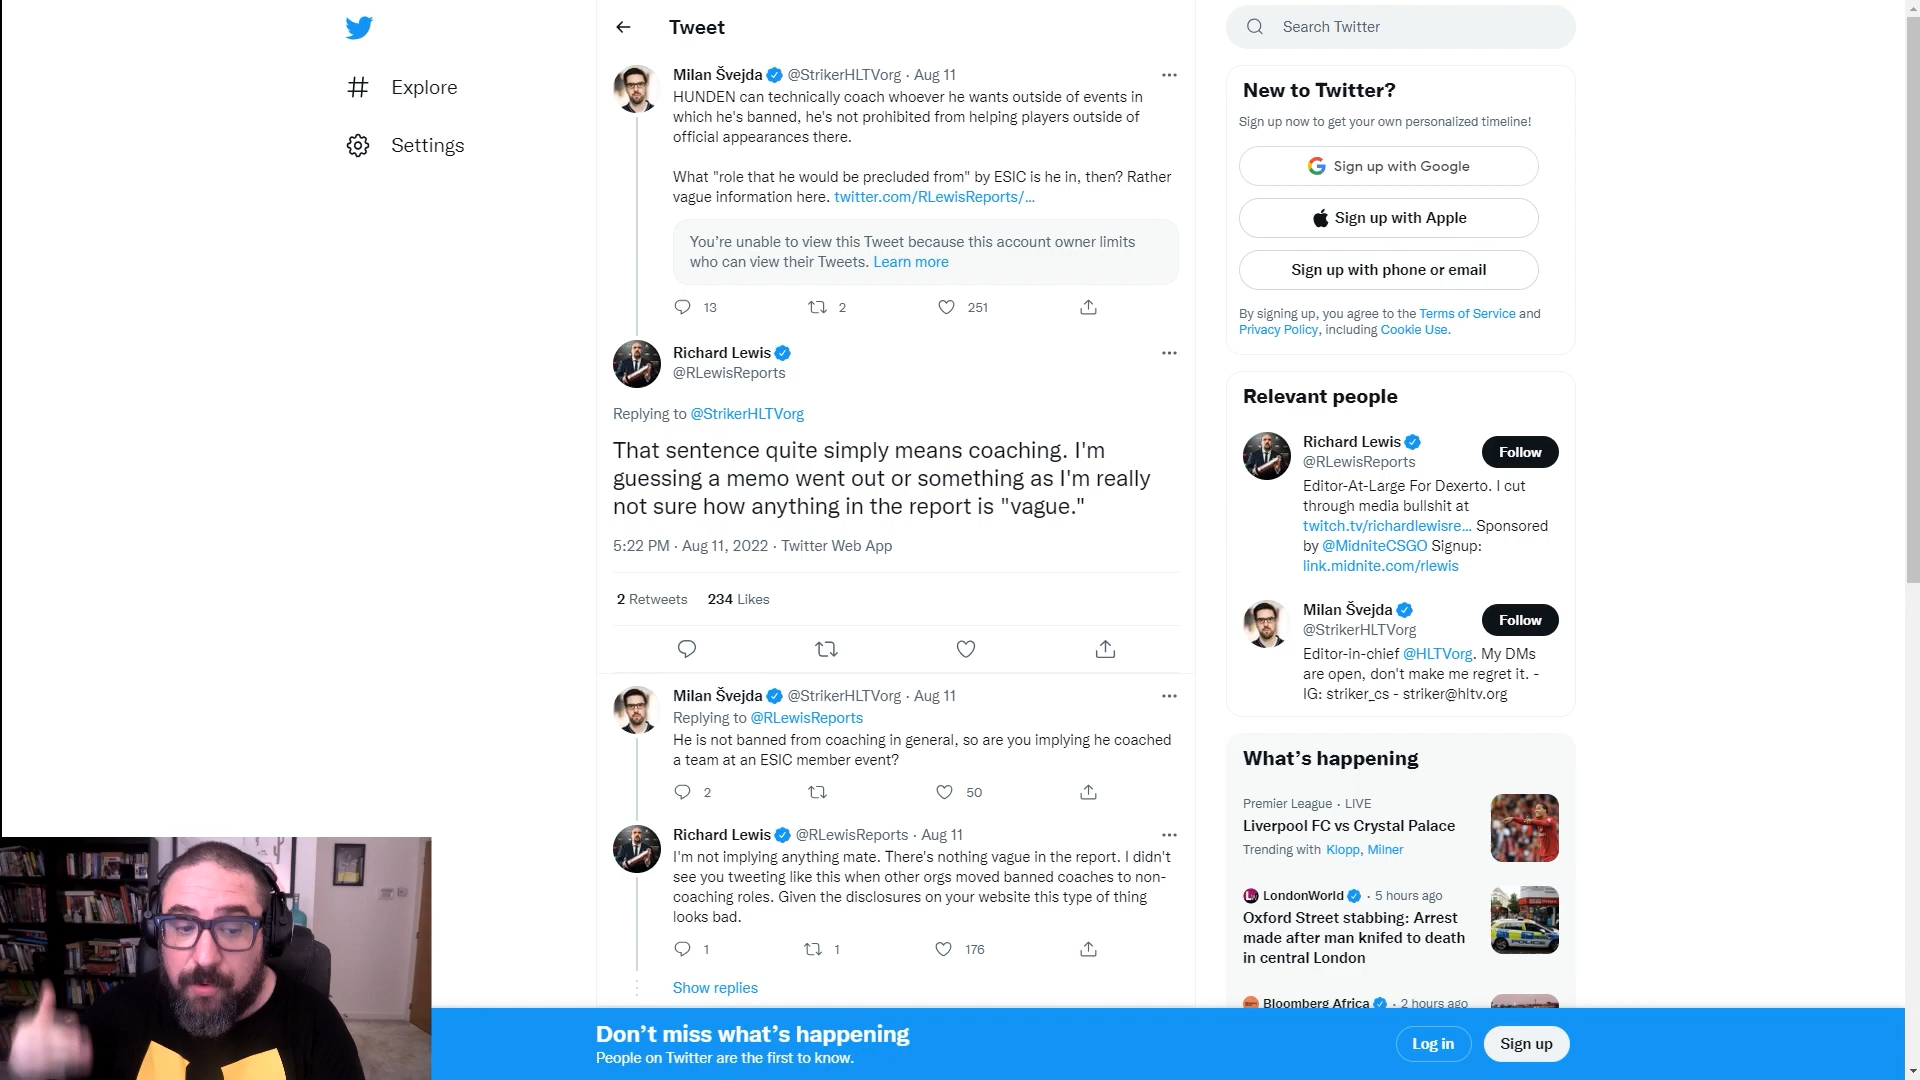 Explore
Settings
Tweet
Milan Švejda @StrikerHLTVorg · Aug 11
HUNDEN can technically coach whoever he wants outside of events in
which he's banned, he's not prohibited from helping players outside of
official appearances there.
What "role that he would be precluded from" by ESIC is he in, then? Rather
vague information here. twitter.com/RLewisReports/...
You're unable to view this Tweet because this account owner limits
who can view their Tweets. Learn more
13 2 251
Richard Lewis
@RLewisReports
Replying to @StrikerHLTVorg
That sentence quite simply means coaching. I'm
guessing a memo went out or something as I'm really
not sure how anything in the report is "vague."
5:22 PM · Aug 11, 2022 · Twitter Web App
2 Retweets 234 Likes
Milan Švejda @StrikerHLTVorg · Aug 11
Replying to @RLewisReports
He is not banned from coaching in general, so are you implying he coached
a team at an ESIC member event?
2 50
Richard Lewis @RLewisReports · Aug 11
I'm not implying anything mate. There's nothing vague in the report. I didn't
see you tweeting like this when other orgs moved banned coaches to non-
coaching roles. Given the disclosures on your website this type of thing
looks bad.
1 1 176
Show replies
Search Twitter
New to Twitter?
Sign up now to get your own personalized timeline!
Sign up with Google
Sign up with Apple
Sign up with phone or email
By signing up, you agree to the Terms of Service and
Privacy Policy, including Cookie Use.
Relevant people
Richard Lewis
@RLewisReports
Follow
Editor-At-Large For Dexerto. I cut
through media bullshit at
twitch.tv/richardlewisre... Sponsored
by @MidniteCSGO Signup:
link.midnite.com/rlewis
Milan Švejda
@StrikerHLTVorg
Follow
Editor-in-chief @HLTVorg. My DMs
are open, don't make me regret it. -
IG: striker_cs - striker@hltv.org
What's happening
Premier League · LIVE
Liverpool FC vs Crystal Palace
Trending with Klopp, Milner
LondonWorld · 5 hours ago
Oxford Street stabbing: Arrest
made after man knifed to death
in central London
Bloomberg Africa · 2 hours ago
Don't miss what's happening
People on Twitter are the first to know.
Log in
Sign up